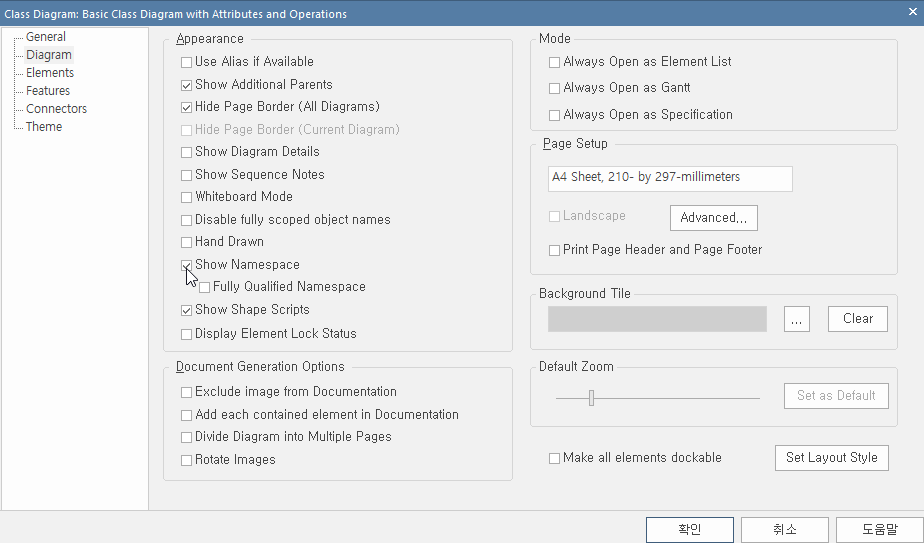 Class Diagram: Basic Class Diagram with Attributes and Operations
General
Diagram
Elements
Features
Connectors
Theme
Appearance
Use Alias if Available
Show Additional Parents
Hide Page Border (All Diagrams)
Hide Page Border (Current Diagram)
Show Diagram Details
Show Sequence Notes
Whiteboard Mode
Disable fully scoped object names
Hand Drawn
Show Namespace
Fully Qualified Namespace
Show Shape Scripts
Display Element Lock Status
Document Generation Options
Exclude image from Documentation
Add each contained element in Documentation
Divide Diagram into Multiple Pages
Rotate Images
Mode
Always Open as Element List
Always Open as Gantt
Always Open as Specification
Page Setup
A4 Sheet, 210- by 297-millimeters
Landscape
Advanced...
Print Page Header and Page Footer
Background Tile
...
Clear
Default Zoom
Set as Default
Make all elements dockable
Set Layout Style
확인
취소
도움말